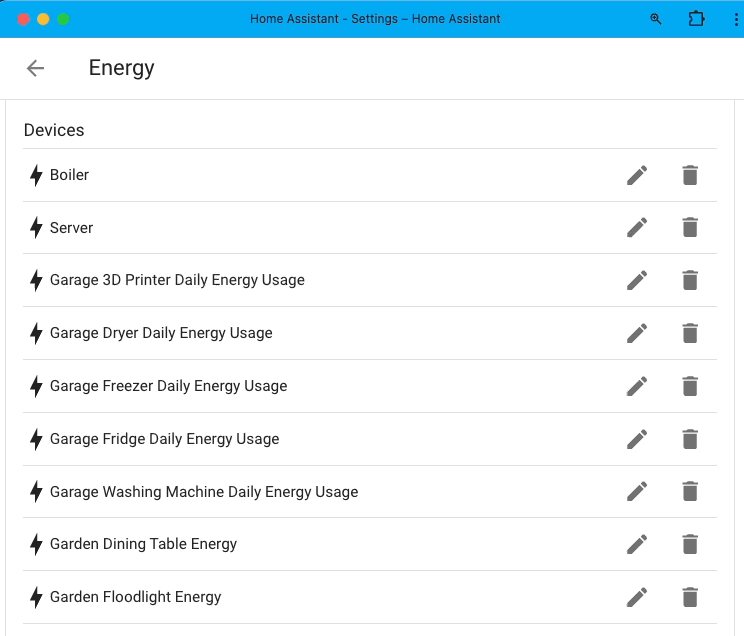 Home Assistant - Settings – Home Assistant
Energy
Devices
Boiler
Server
Garage 3D Printer Daily Energy Usage
Garage Dryer Daily Energy Usage
Garage Freezer Daily Energy Usage
Garage Fridge Daily Energy Usage
Garage Washing Machine Daily Energy Usage
Garden Dining Table Energy
Garden Floodlight Energy